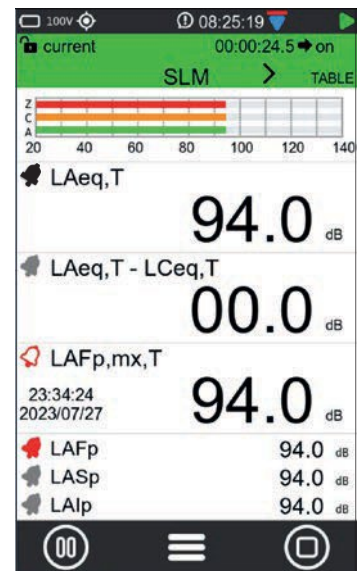 100V 08:25:19
current 00:00:24.5 on
SLM > TABLE
Z
C
A
20 40 60 80 100 120 140
LAeq,T
94.0 dB
LAeq,T - LCeq,T
00.0 dB
LAFp,mx,T
23:34:24
2023/07/27
94.0 dB
LAFp 94.0 dB
LASp 94.0 dB
LAIp 94.0 dB